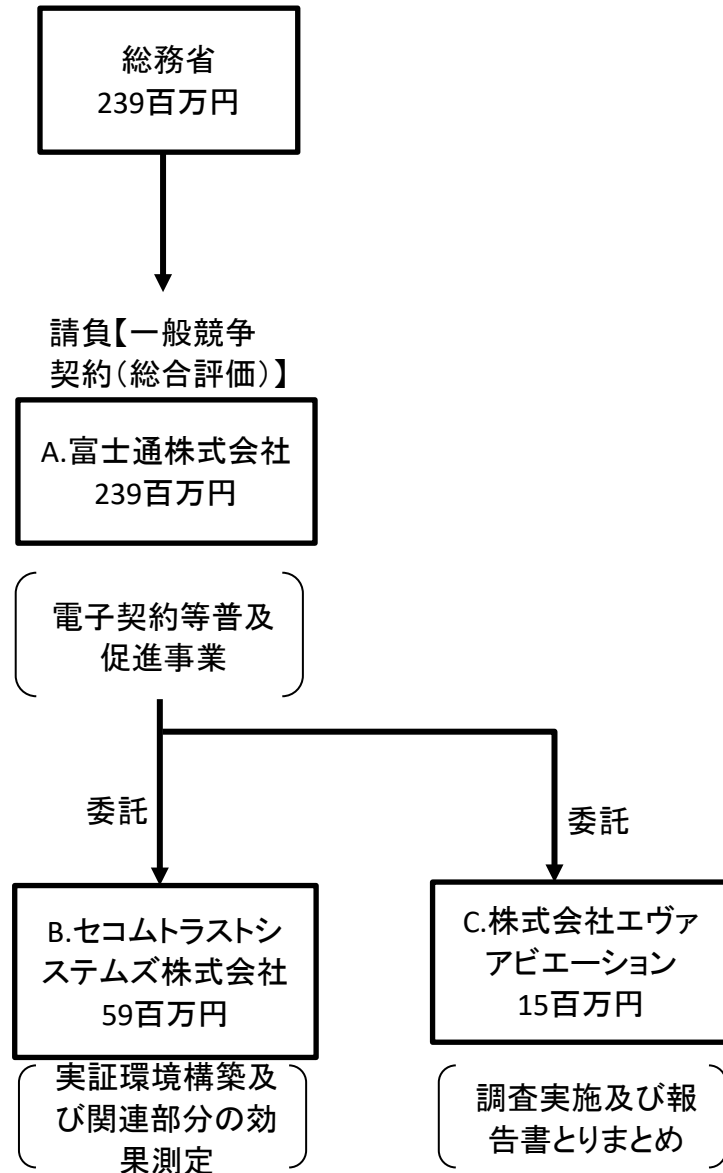 総務省
239百万円
請負【一般競争
契約(総合評価)】
A.富士通株式会社
239百万円
電子契約等普及
促進事業
委託
委託
B.セコムトラストシ
ステムズ株式会社
59百万円
実証環境構築及
び関連部分の効
果測定
C.株式会社エヴァ
アビエーション
15百万円
調査実施及び報
告書とりまとめ